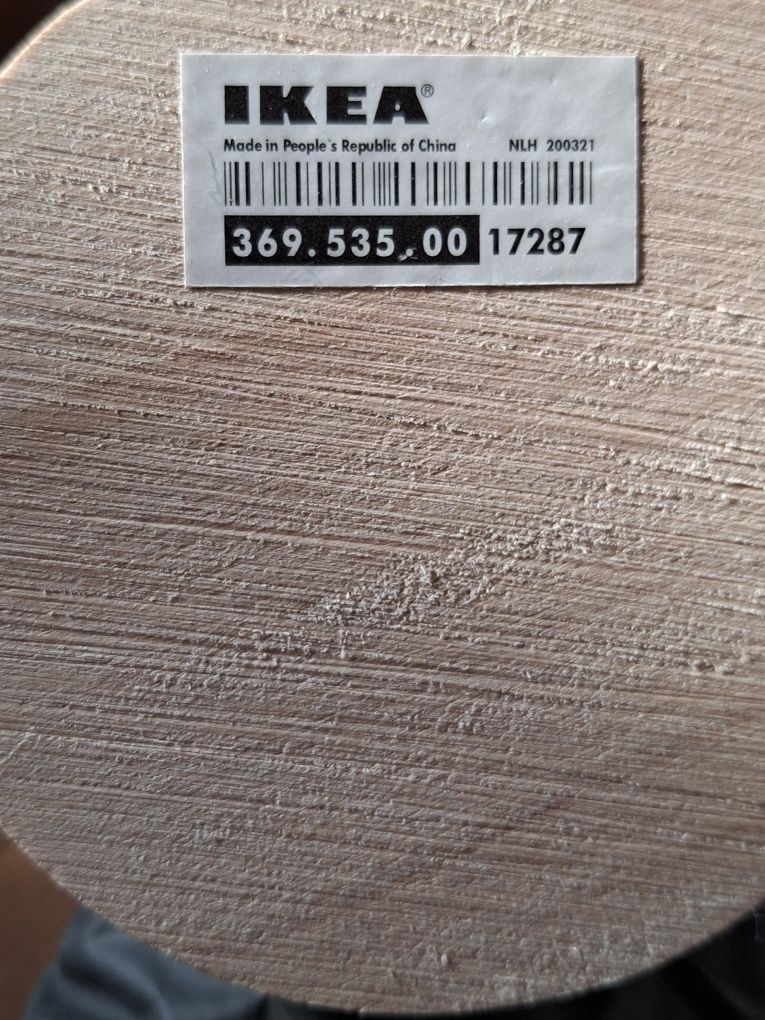 IKEA®
Made in People`s Republic of China NLH 200321
369.535.00 17287